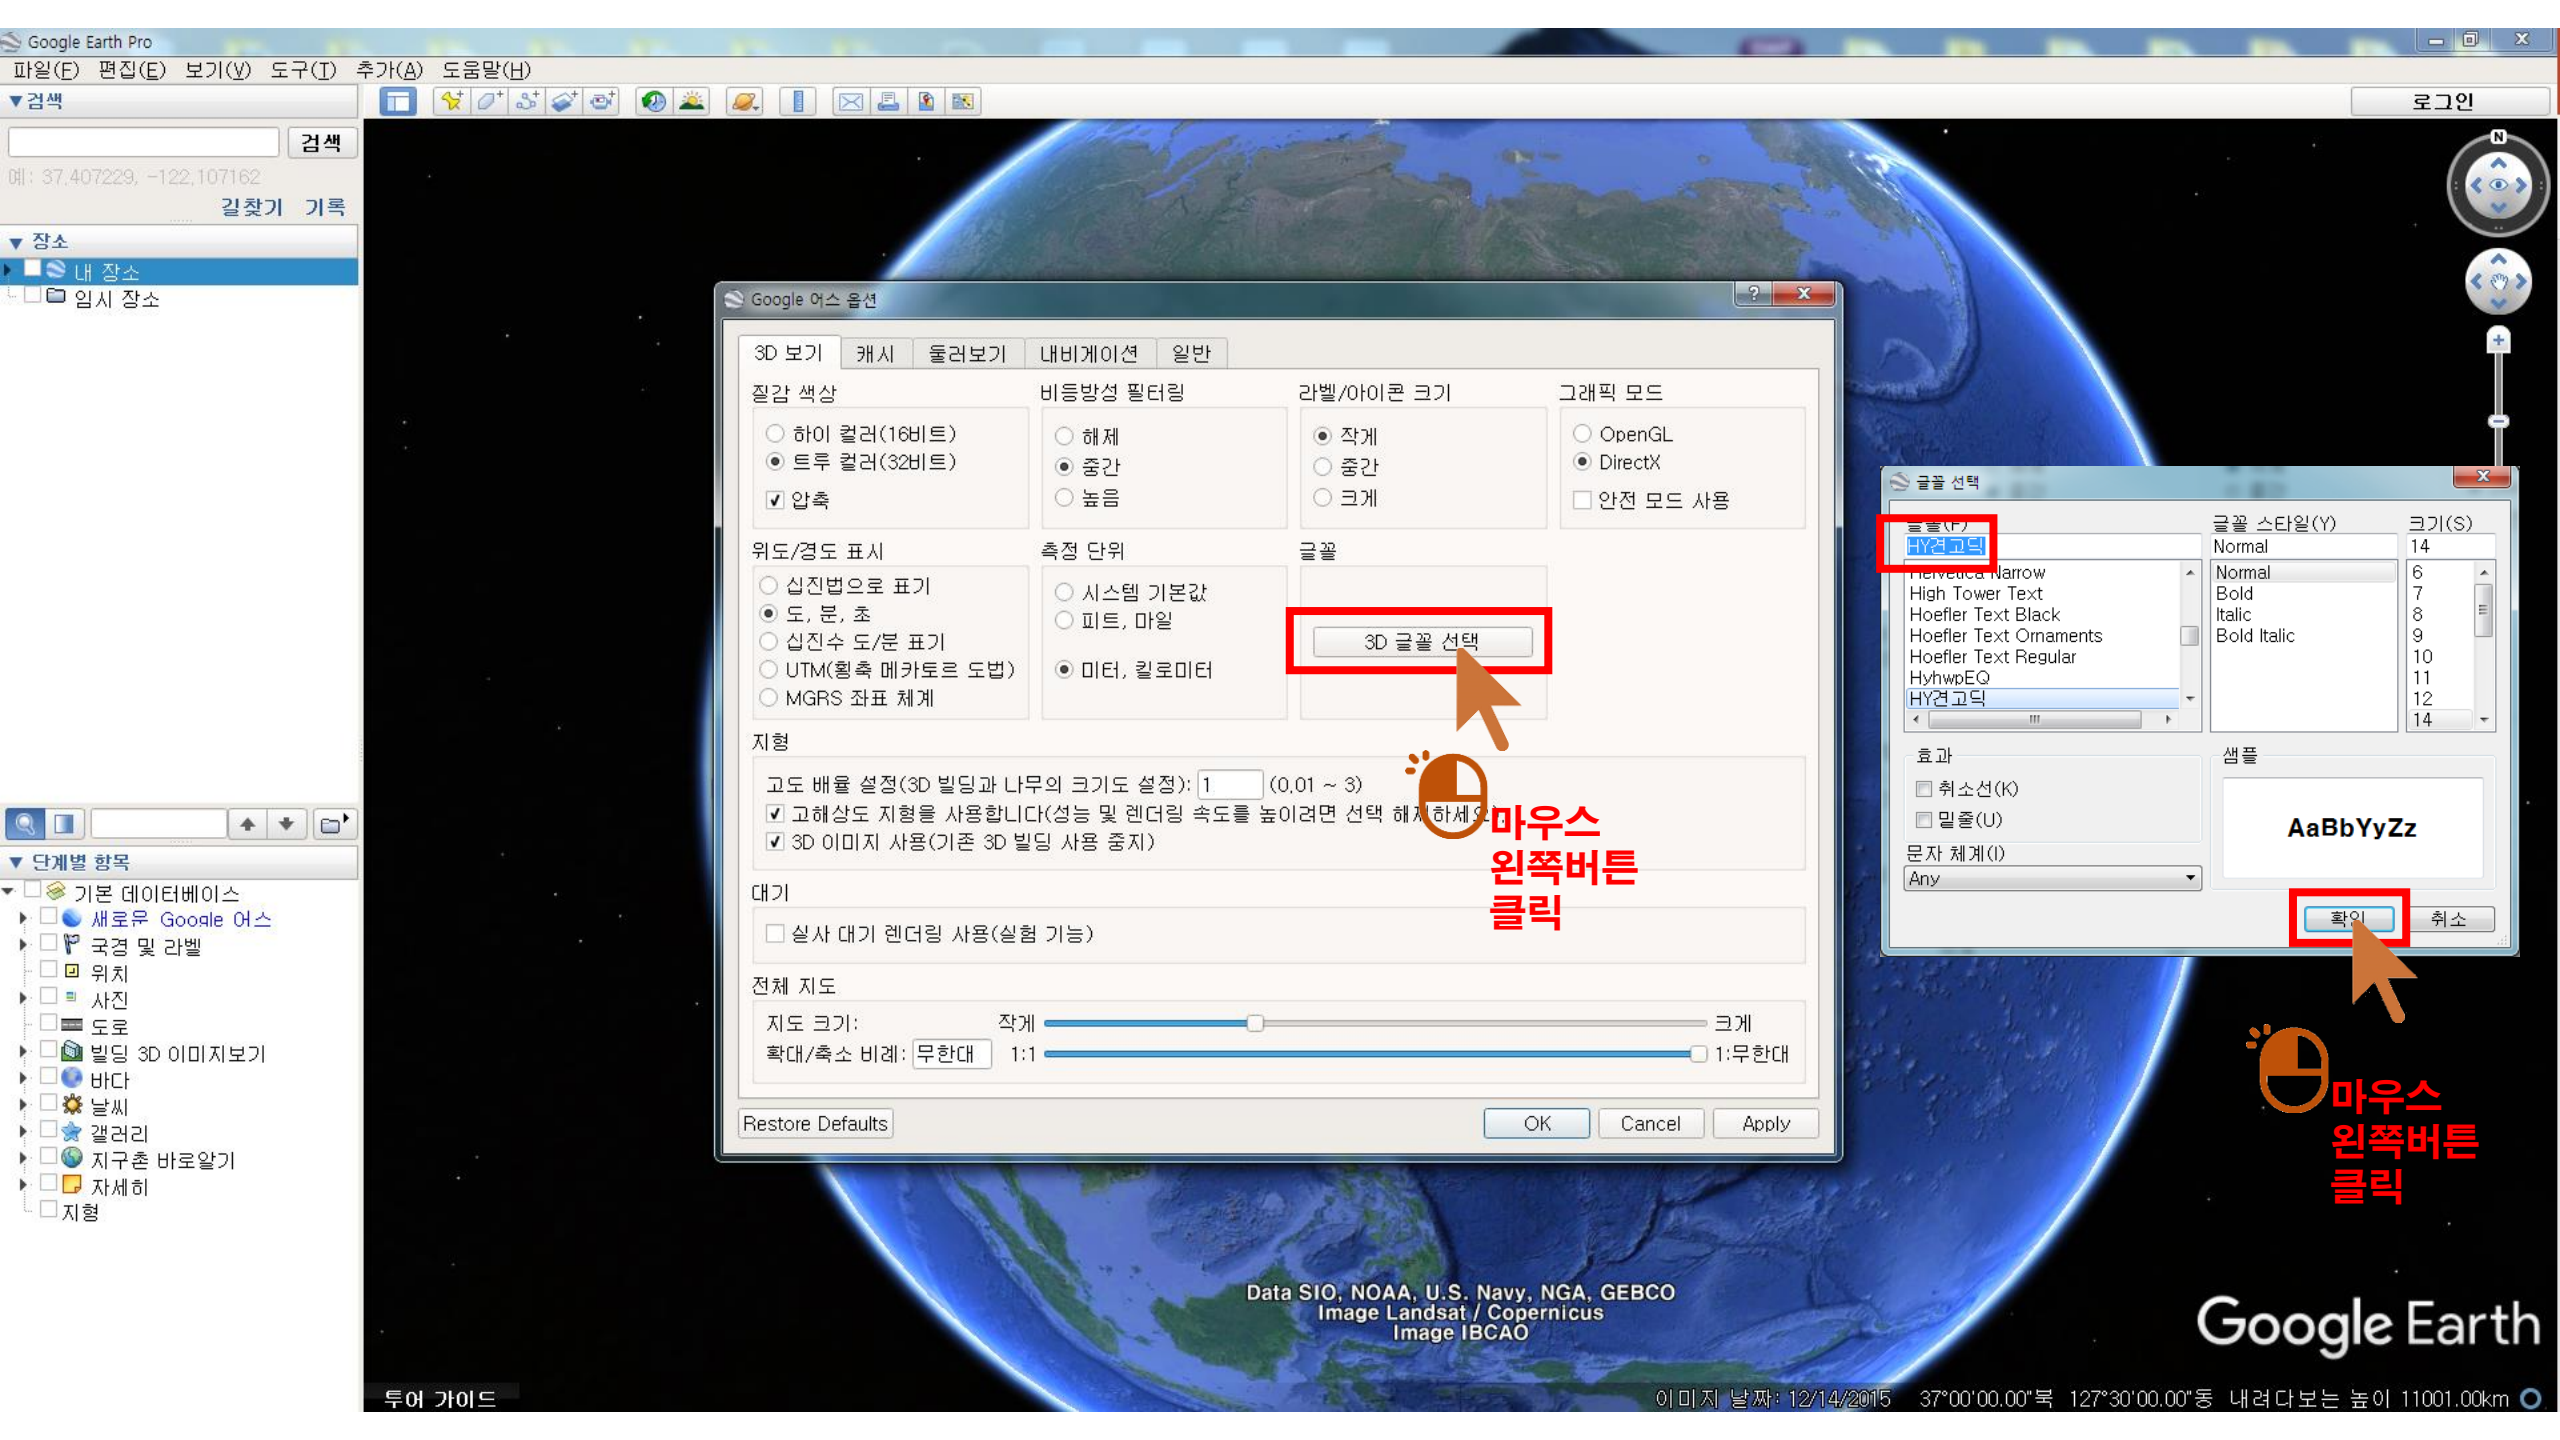 Google Earth Pro
파일(F) 편집(E) 보기(V) 도구(T) 추가(A) 도움말(H)
▼검색
로그인
검색
예: 37.407229, -122.107162
길찾기 기록
▼ 장소
내 장소
임시 장소
N
Google 어스 옵션
3D 보기 캐시 둘러보기 내비게이션 일반
질감 색상 비등방성 필터링 라벨/아이콘 크기 그래픽 모드
하이 컬러(16비트) 해제 작게 OpenGL
트루 컬러(32비트) 중간 중간 DirectX
압축 높음 크게 안전 모드 사용
위도/경도 표시 측정 단위 글꼴
십진법으로 표기 시스템 기본값
도, 분, 초 피트, 마일
십진수 도/분 표기 3D 글꼴 선택
UTM(횡축 메카토르 도법) 미터, 킬로미터
MGRS 좌표 체계
지형
고도 배율 설정(3D 빌딩과 나무의 크기도 설정): 1 (0.01 ~ 3)
고해상도 지형을 사용합니다(성능 및 렌더링 속도를 높이려면 선택 해제하세요).
3D 이미지 사용(기존 3D 빌딩 사용 중지)
마우스
왼쪽버튼
클릭
대기
실사 대기 렌더링 사용(실험 기능)
전체 지도
지도 크기: 작게 크게
확대/축소 비례: 무한대 1:1 1:무한대
Restore Defaults OK Cancel Apply
글꼴 선택
글꼴(F) 글꼴 스타일(Y) 크기(S)
HY견고딕 Normal 14
Helvetica Narrow Normal 6
High Tower Text Bold 7
Hoefler Text Black Italic 8
Hoefler Text Ornaments Bold Italic 9
Hoefler Text Regular 10
HyhwpEQ 11
HY견고딕 12
14
효과 샘플
취소선(K)
밑줄(U)
AaBbYyZz
문자 체계(I)
Any
확인 취소
마우스
왼쪽버튼
클릭
▼ 단계별 항목
기본 데이터베이스
새로운 Google 어스
국경 및 라벨
위치
사진
도로
빌딩 3D 이미지보기
바다
날씨
갤러리
지구촌 바로알기
자세히
지형
Data SIO, NOAA, U.S. Navy, NGA, GEBCO
Image Landsat / Copernicus
Image IBCAO
Google Earth
투어 가이드
이미지 날짜: 12/14/2015 37°00'00.00"북 127°30'00.00"동 내려다보는 높이 11001.00km